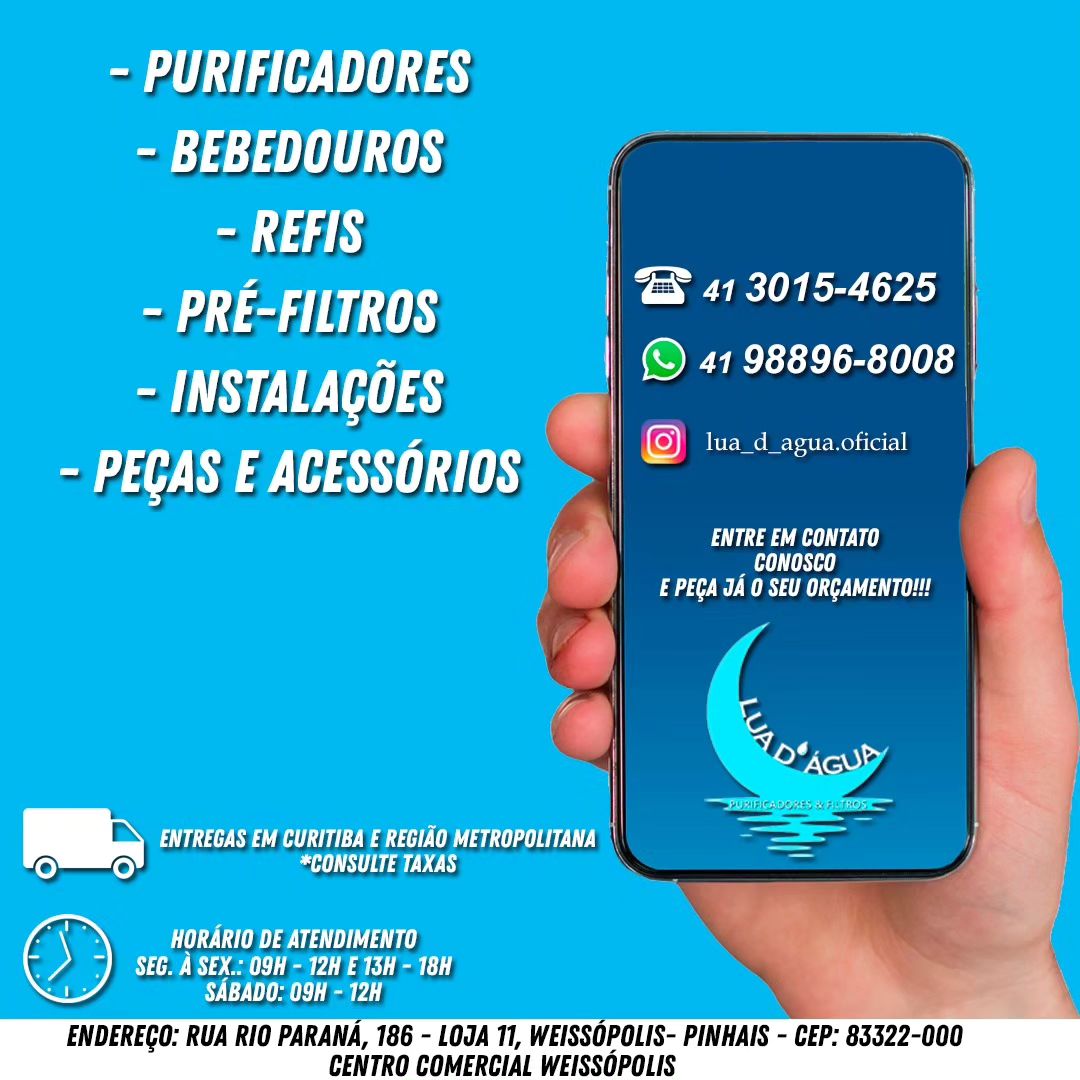 - PURIFICADORES
- BEBEDOUROS
- REFIS
- PRÉ-FILTROS
- INSTALAÇÕES
- PEÇAS E ACESSÓRIOS
41 3015-4625
41 98896-8008
lua_d_agua.oficial
ENTRE EM CONTATO
CONOSCO
E PEÇA JÁ O SEU ORÇAMENTO!!!
LUA D'ÁGUA
PURIFICADORES & FILTROS
ENTREGAS EM CURITIBA E REGIÃO METROPOLITANA
*CONSULTE TAXAS
HORÁRIO DE ATENDIMENTO
SEG. À SEX.: 09H - 12H E 13H - 18H
SÁBADO: 09H - 12H
ENDEREÇO: RUA RIO PARANÁ, 186 - LOJA 11, WEISSÓPOLIS- PINHAIS - CEP: 83322-000
CENTRO COMERCIAL WEISSÓPOLIS